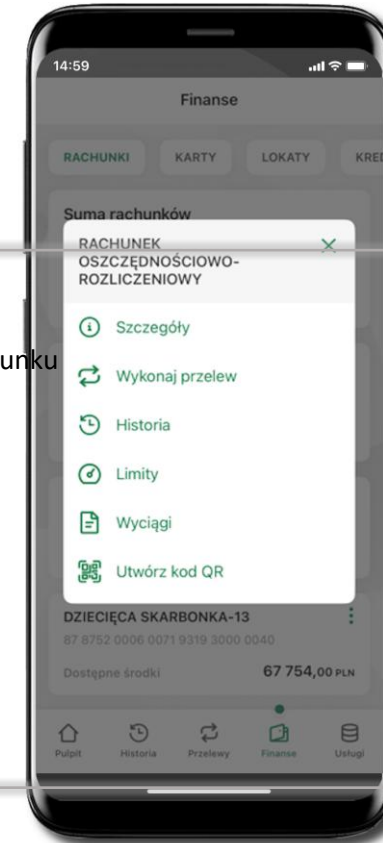 14:59
Finanse
RACHUNKI KARTY LOKATY KRED
Suma rachunków
RACHUNEK
OSZCZĘDNOŚCIOWO-
ROZLICZENIOWY
Szczegóły
unku
Wykonaj przelew
Historia
Limity
Wyciągi
Utwórz kod QR
DZIECIĘCA SKARBONKA-13
87 8752 0006 0071 9319 3000 0040
Dostępne środki 67 754,00 PLN
Pulpit Historia Przelewy Finanse Usługi